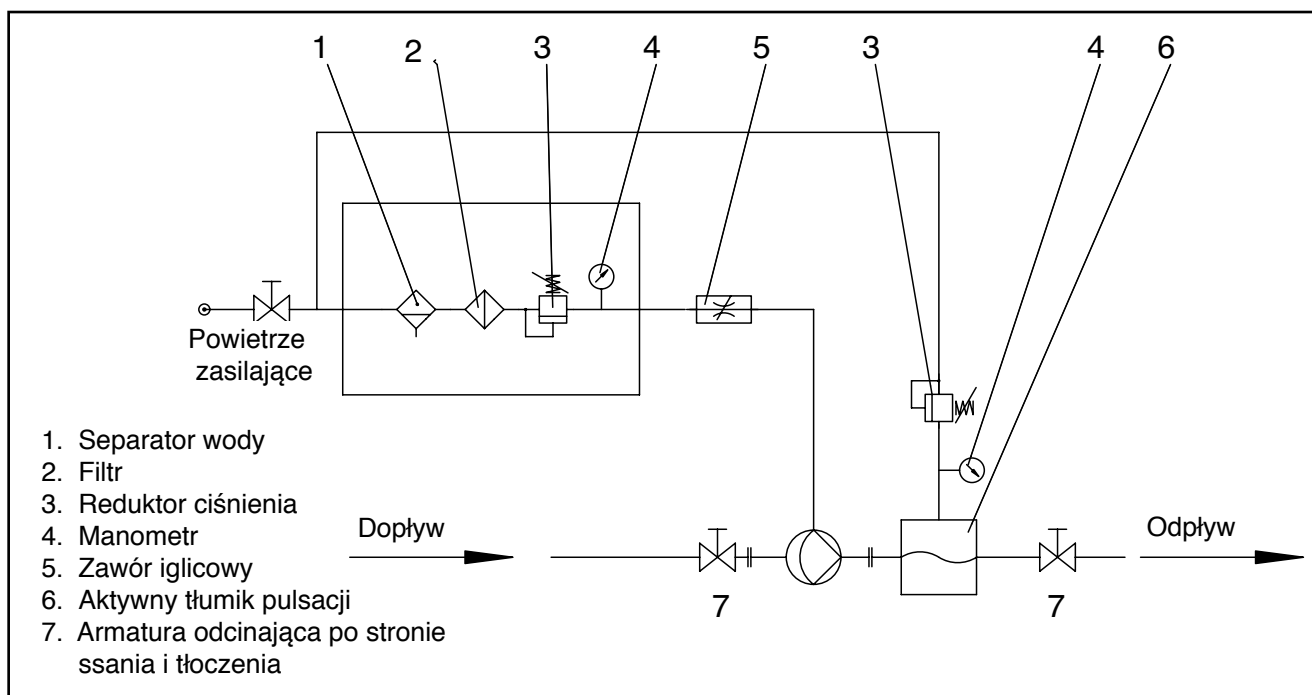 1 2 3 4 5 3 4 6
Powietrze
zasilające
1. Separator wody
2. Filtr
3. Reduktor ciśnienia
4. Manometr
5. Zawór iglicowy
6. Aktywny tłumik pulsacji
7. Armatura odcinająca po stronie
ssania i tłoczenia
Dopływ
Odpływ
7 7